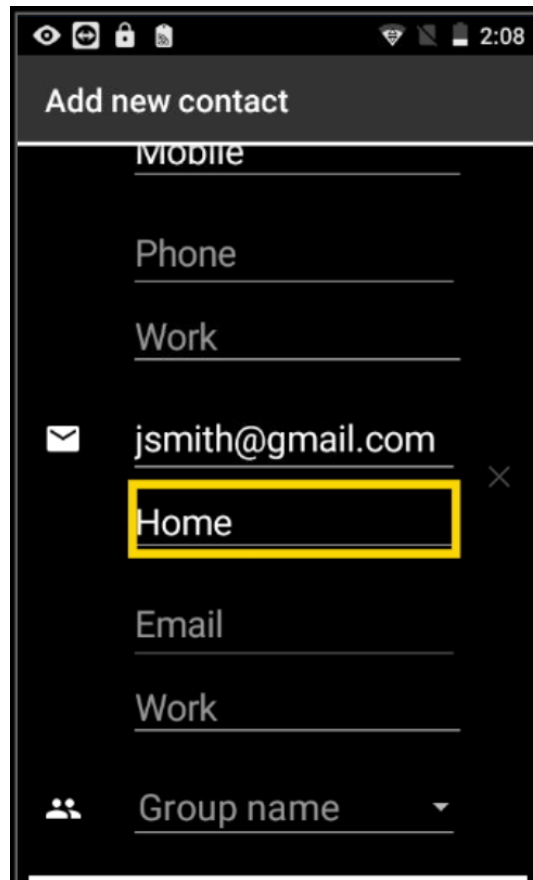 2:08
Add new contact
Mobile
Phone
Work
jsmith@gmail.com
Home
Email
Work
Group name